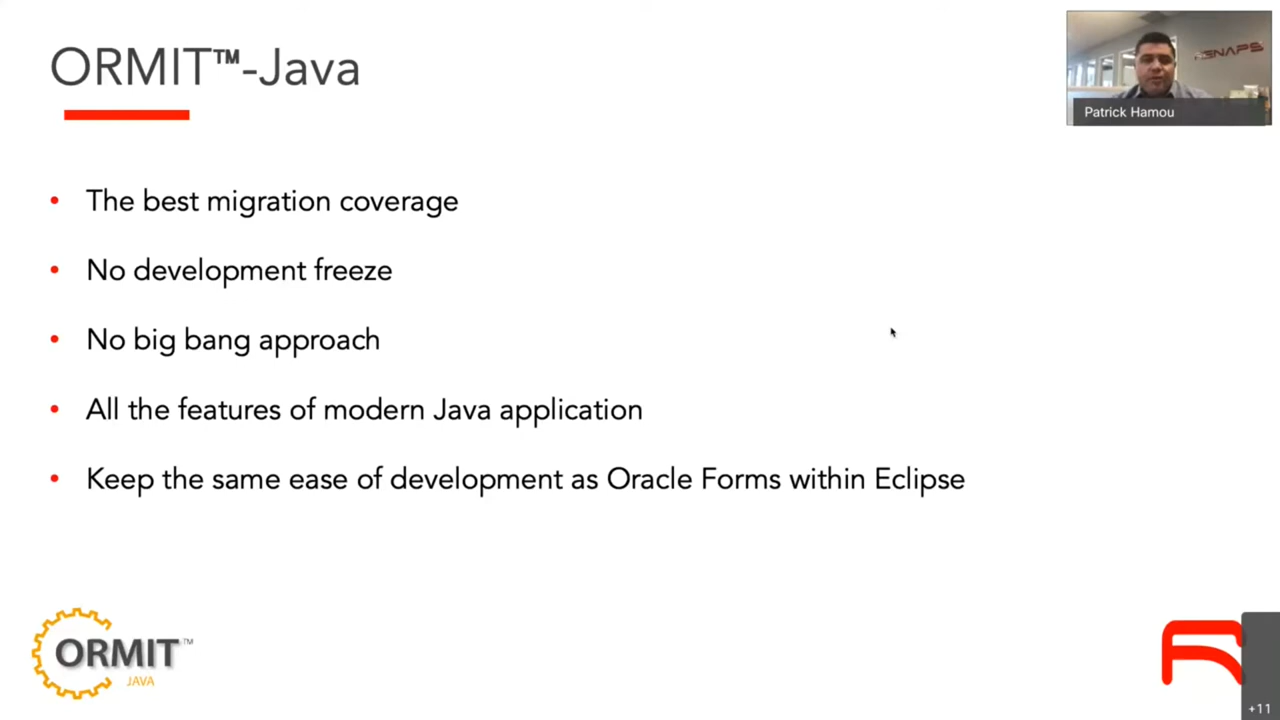 ORMIT™-Java
RENAPS
Patrick Hamou
• The best migration coverage
• No development freeze
• No big bang approach
• All the features of modern Java application
• Keep the same ease of development as Oracle Forms within Eclipse
ORMIT™
JAVA
+11